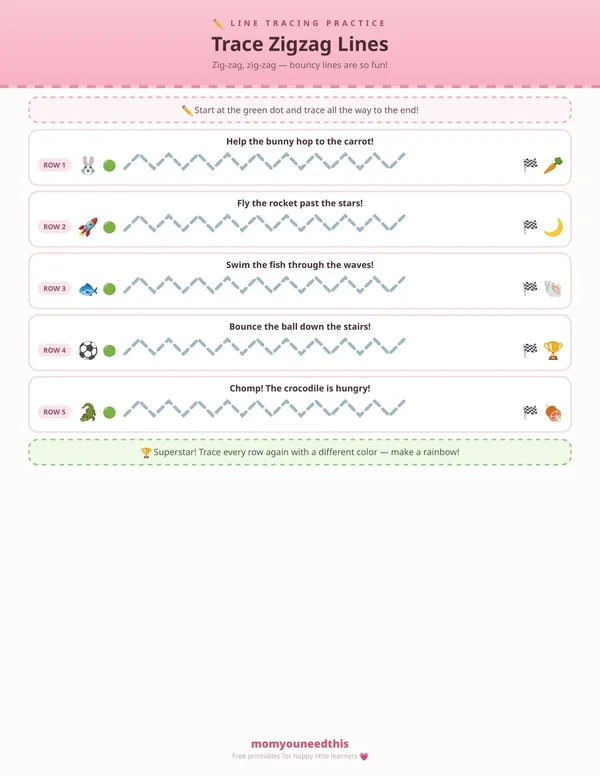 LINE TRACING PRACTICE
Trace Zigzag Lines
Zig-zag, zig-zag — bouncy lines are so fun!
Start at the green dot and trace all the way to the end!
Help the bunny hop to the carrot!
ROW 1
Fly the rocket past the stars!
ROW 2
Swim the fish through the waves!
ROW 3
Bounce the ball down the stairs!
ROW 4
Chomp! The crocodile is hungry!
ROW 5
Superstar! Trace every row again with a different color — make a rainbow!
momyouneedthis
Free printables for happy little learners